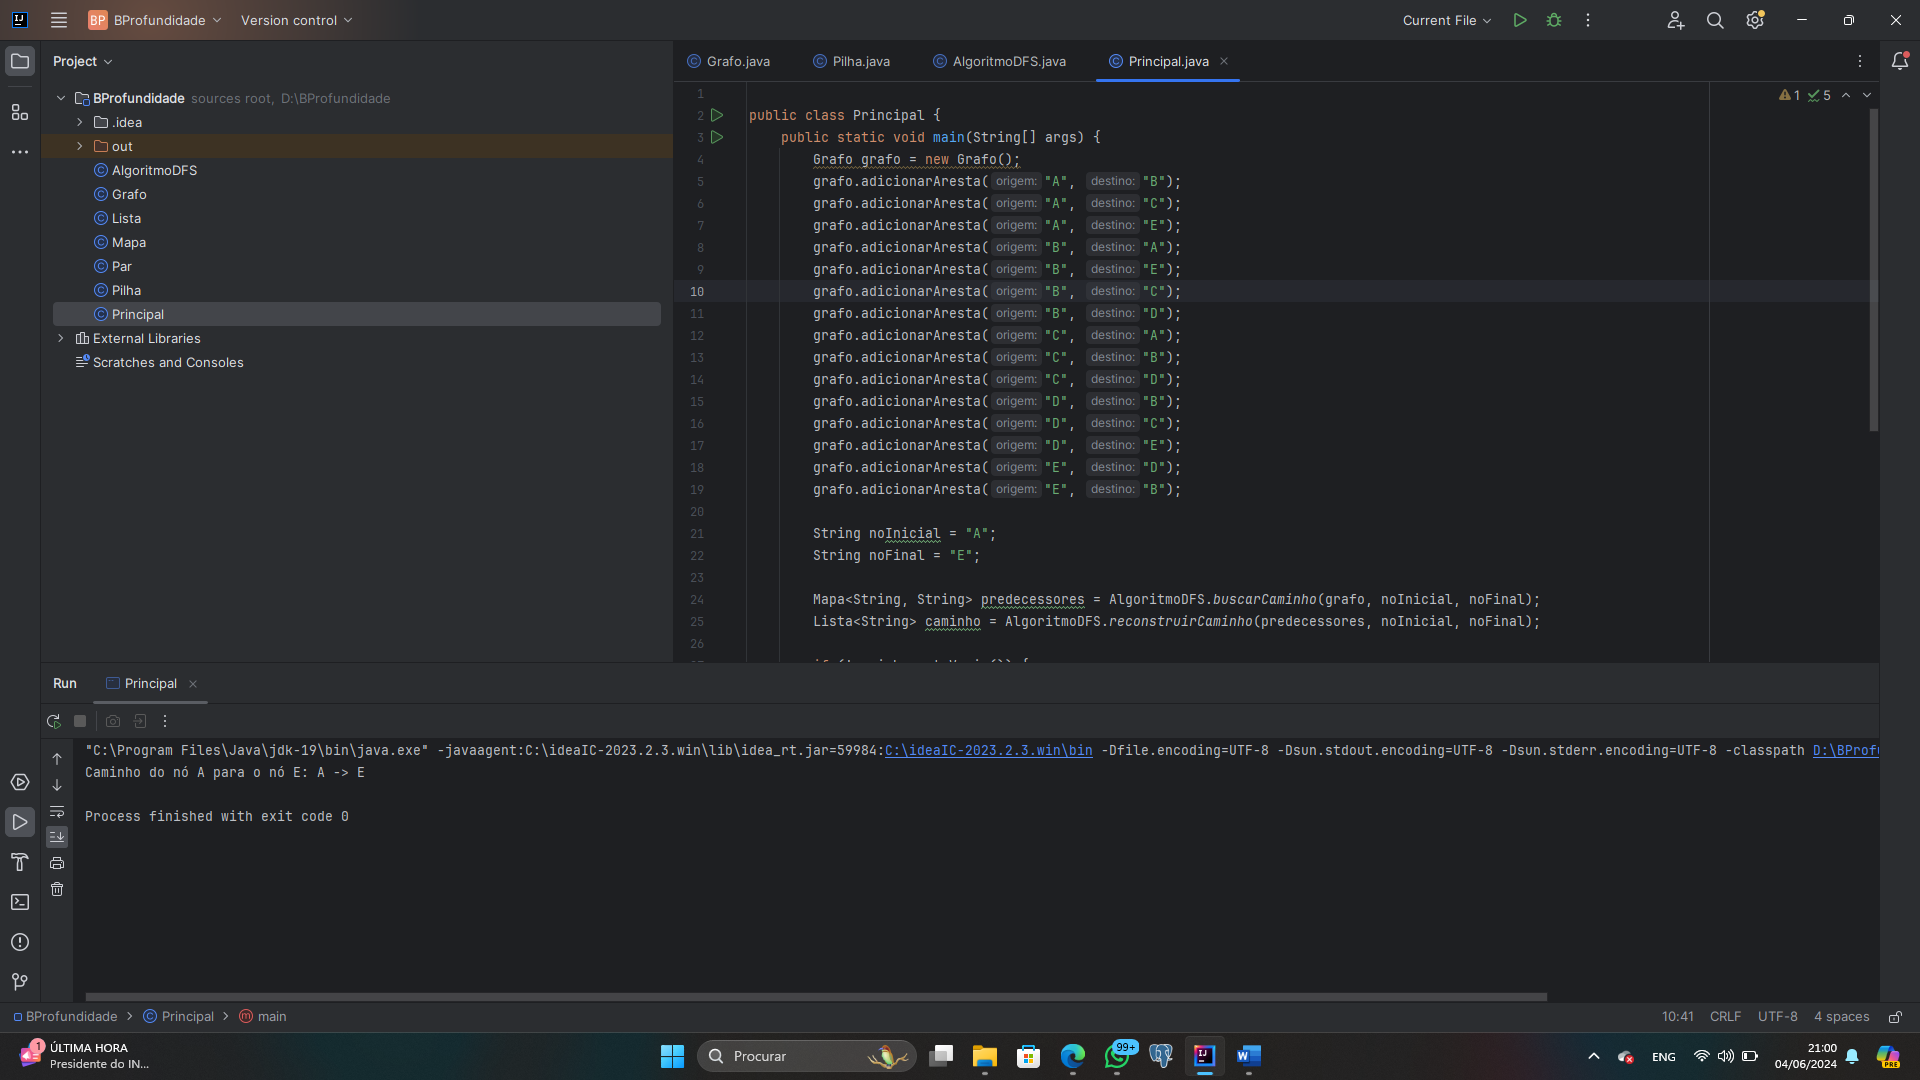 BP BProfundidade Version control Current File
Project
Grafo.java Pilha.java AlgoritmoDFS.java Principal.java
BProfundidade sources root, D:\BProfundidade
.idea
out
AlgoritmoDFS
Grafo
Lista
Mapa
Par
Pilha
Principal
External Libraries
Scratches and Consoles
1 5
1
2 public class Principal {
3 public static void main(String[] args) {
4 Grafo grafo = new Grafo();
5 grafo.adicionarAresta( origem: "A", destino: "B");
6 grafo.adicionarAresta( origem: "A", destino: "C");
7 grafo.adicionarAresta( origem: "A", destino: "E");
8 grafo.adicionarAresta( origem: "B", destino: "A");
9 grafo.adicionarAresta( origem: "B", destino: "E");
10 grafo.adicionarAresta( origem: "B", destino: "C");
11 grafo.adicionarAresta( origem: "B", destino: "D");
12 grafo.adicionarAresta( origem: "C", destino: "A");
13 grafo.adicionarAresta( origem: "C", destino: "B");
14 grafo.adicionarAresta( origem: "C", destino: "D");
15 grafo.adicionarAresta( origem: "D", destino: "B");
16 grafo.adicionarAresta( origem: "D", destino: "C");
17 grafo.adicionarAresta( origem: "D", destino: "E");
18 grafo.adicionarAresta( origem: "E", destino: "D");
19 grafo.adicionarAresta( origem: "E", destino: "B");
20
21 String noInicial = "A";
22 String noFinal = "E";
23
24 Mapa<String, String> predecessores = AlgoritmoDFS.buscarCaminho(grafo, noInicial, noFinal);
25 Lista<String> caminho = AlgoritmoDFS.reconstruirCaminho(predecessores, noInicial, noFinal);
26
Run Principal
"C:\Program Files\Java\jdk-19\bin\java.exe" -javaagent:C:\ideaIC-2023.2.3.win\lib\idea_rt.jar=59984:C:\ideaIC-2023.2.3.win\bin -Dfile.encoding=UTF-8 -Dsun.stdout.encoding=UTF-8 -Dsun.stderr.encoding=UTF-8 -classpath D:\BProf
Caminho do nó A para o nó E: A -> E
Process finished with exit code 0
BProfundidade Principal main 10:41 CRLF UTF-8 4 spaces
1 ÚLTIMA HORA
Presidente do IN...
Procurar
99+
ENG
21:00
04/06/2024
PRE